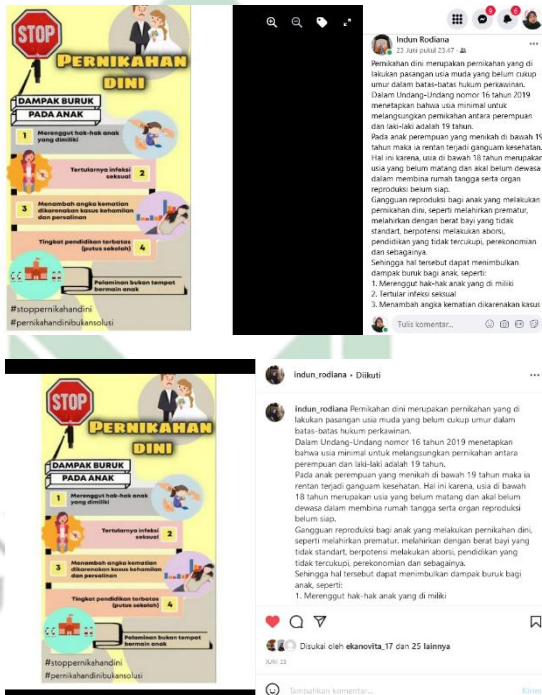 STOP
PERNIKAHAN
DINI
DAMPAK BURUK
PADA ANAK
1 Merenggut hak-hak anak
yang dimiliki
Tertularnya infeksi
seksual 2
3 Menambah angka kematian
dikarenakan kasus kehamilan
dan persalinan
Tingkat pendidikan terbatas
(putus sekolah) 4
Pelaminan bukan tempat
bermain anak
#stoppernikahandini
#pernikahandinibukansolusi
9
6
Indun Rodiana
23 Juni pukul 23.47
Pernikahan dini merupakan pernikahan yang di
lakukan pasangan usia muda yang belum cukup
umur dalam batas-batas hukum perkawinan.
Dalam Undang-Undang nomor 16 tahun 2019
menetapkan bahwa usia minimal untuk
melangsungkan pernikahan antara perempuan
dan laki-laki adalah 19 tahun.
Pada anak perempuan yang menikah di bawah 19
tahun maka ia rentan terjadi ganguam kesehatan.
Hal ini karena, usia di bawah 18 tahun merupakan
usia yang belum matang dan akal belum dewasa
dalam membina rumah tangga serta organ
reproduksi belum siap.
Gangguan reproduksi bagi anak yang melakukan
pernikahan dini, seperti melahirkan prematur,
melahirkan dengan berat bayi yang tidak
standart, berpotensi melakukan aborsi,
pendidikan yang tidak tercukupi, perekonomian
dan sebagainya.
Sehingga hal tersebut dapat menimbulkan
dampak buruk bagi anak, seperti:
1. Merenggut hak-hak anak yang di miliki
2. Tertular infeksi seksual
3. Menambah angka kematian dikarenakan kasus
Tulis komentar...
STOP
PERNIKAHAN
DINI
DAMPAK BURUK
PADA ANAK
1 Merenggut hak-hak anak
yang dimiliki
Tertularnya infeksi
seksual 2
3 Menambah angka kematian
dikarenakan kasus kehamilan
dan persalinan
Tingkat pendidikan terbatas
(putus sekolah) 4
Pelaminan bukan tempat
bermain anak
#stoppernikahandini
#pernikahandinibukansolusi
indun_rodiana • Diikuti
indun_rodiana Pernikahan dini merupakan pernikahan yang di
lakukan pasangan usia muda yang belum cukup umur dalam
batas-batas hukum perkawinan.
Dalam Undang-Undang nomor 16 tahun 2019 menetapkan
bahwa usia minimal untuk melangsungkan pernikahan antara
perempuan dan laki-laki adalah 19 tahun.
Pada anak perempuan yang menikah di bawah 19 tahun maka ia
rentan terjadi ganguam kesehatan. Hal ini karena, usia di bawah
18 tahun merupakan usia yang belum matang dan akal belum
dewasa dalam membina rumah tangga serta organ reproduksi
belum siap.
Gangguan reproduksi bagi anak yang melakukan pernikahan dini,
seperti melahirkan prematur, melahirkan dengan berat bayi yang
tidak standart, berpotensi melakukan aborsi, pendidikan yang
tidak tercukupi, perekonomian dan sebagainya.
Sehingga hal tersebut dapat menimbulkan dampak buruk bagi
anak, seperti:
1. Merenggut hak-hak anak yang di miliki
Disukai oleh ekanovita_17 dan 25 lainnya
JUNI 23
Tambahkan komentar...
Kirim